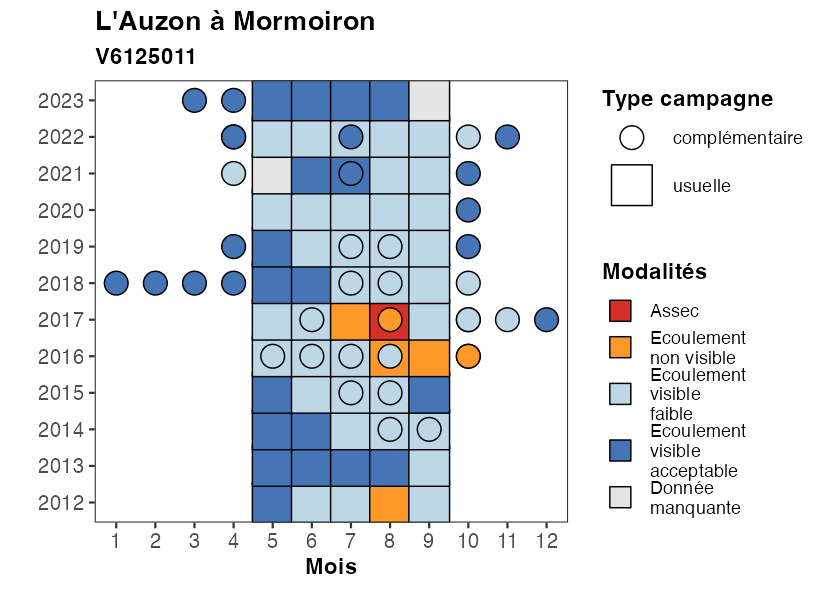 L'Auzon à Mormoiron
V6125011
2023
2022
2021
2020
2019
2018
2017
2016
2015
2014
2013
2012
1 2 3 4 5 6 7 8 9 10 11 12
Mois
Type campagne
complémentaire
usuelle
Modalités
Assec
Ecoulement
non visible
Ecoulement
visible
faible
Ecoulement
visible
acceptable
Donnée
manquante